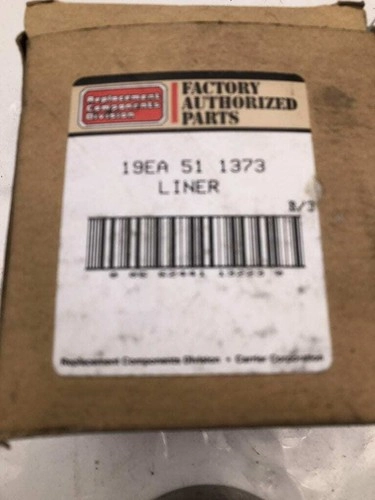 Replacement
Components
Division
FACTORY
AUTHORIZED
PARTS
19EA 51 1373
LINER
Replacement Components Division • Carrier Corporation